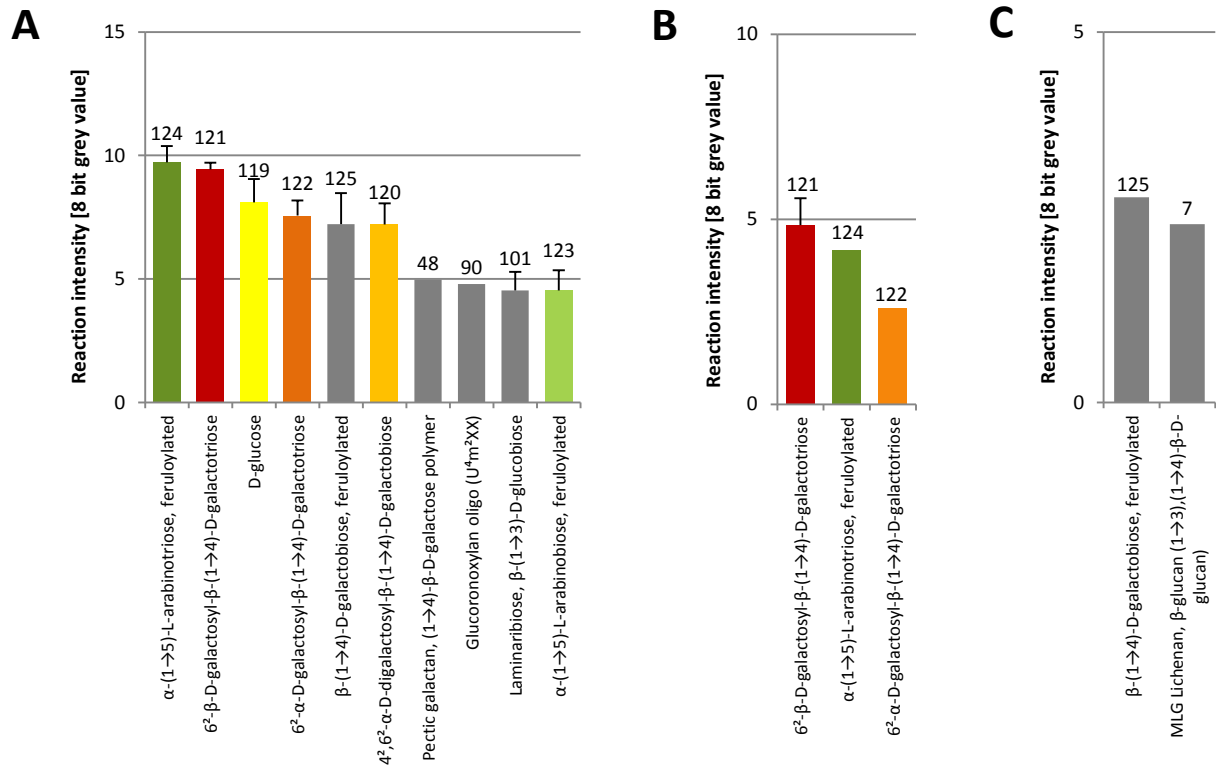 A
Reaction intensity [8 bit grey value]
15
10
5
0
124
121
119
122
125
120
48
90
101
123
α-(1→5)-L-arabinotriose, feruloylated
6²-β-D-galactosyl-β-(1→4)-D-galactotriose
D-glucose
6²-α-D-galactosyl-β-(1→4)-D-galactotriose
β-(1→4)-D-galactobiose, feruloylated
4²,6²-α-D-digalactosyl-β-(1→4)-D-galactobiose
Pectic galactan, (1→4)-β-D-galactose polymer
Glucoronoxylan oligo (U⁴m²XX)
Laminaribiose, β-(1→3)-D-glucobiose
α-(1→5)-L-arabinobiose, feruloylated
B
Reaction intensity [8 bit grey value]
10
5
0
121
124
122
6²-β-D-galactosyl-β-(1→4)-D-galactotriose
α-(1→5)-L-arabinotriose, feruloylated
6²-α-D-galactosyl-β-(1→4)-D-galactotriose
C
Reaction intensity [8 bit grey value]
5
0
125
7
β-(1→4)-D-galactobiose, feruloylated
MLG Lichenan, β-glucan (1→3),(1→4)-β-D-
glucan)